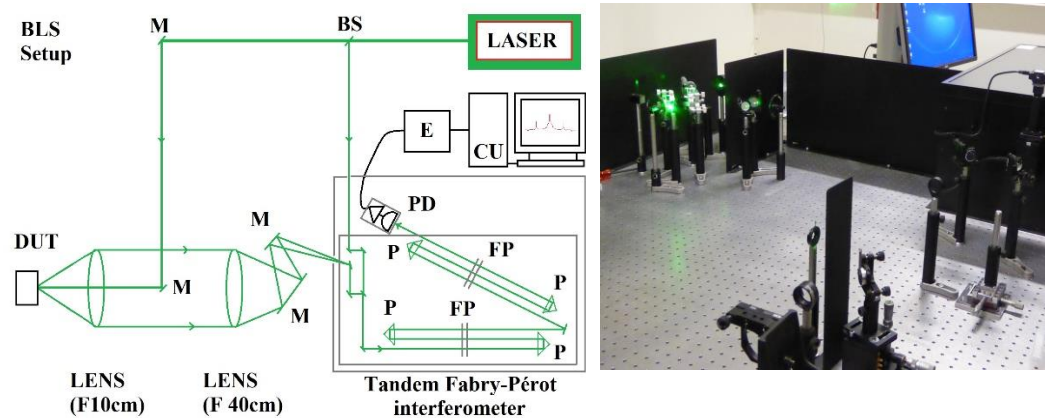 BLS
Setup
M
BS
LASER
E
CU
PD
DUT
M
M
M
P
FP
P
P
FP
P
LENS
(F10cm)
LENS
(F 40cm)
Tandem Fabry-Pérot
interferometer